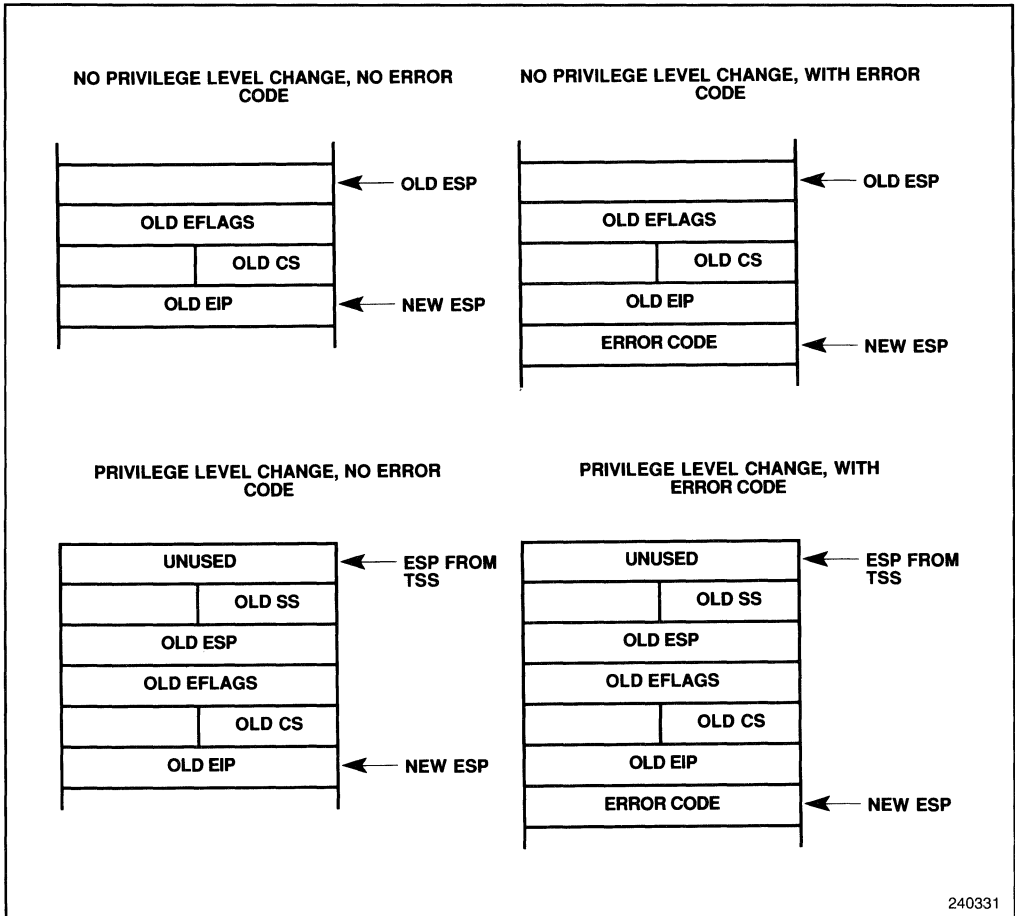 NO PRIVILEGE LEVEL CHANGE, NO ERROR
CODE
OLD ESP
OLD EFLAGS
OLD CS
OLD EIP
NEW ESP
NO PRIVILEGE LEVEL CHANGE, WITH ERROR
CODE
OLD ESP
OLD EFLAGS
OLD CS
OLD EIP
ERROR CODE
NEW ESP
PRIVILEGE LEVEL CHANGE, NO ERROR
CODE
UNUSED
ESP FROM
TSS
OLD SS
OLD ESP
OLD EFLAGS
OLD CS
OLD EIP
NEW ESP
PRIVILEGE LEVEL CHANGE, WITH
ERROR CODE
UNUSED
ESP FROM
TSS
OLD SS
OLD ESP
OLD EFLAGS
OLD CS
OLD EIP
ERROR CODE
NEW ESP
240331